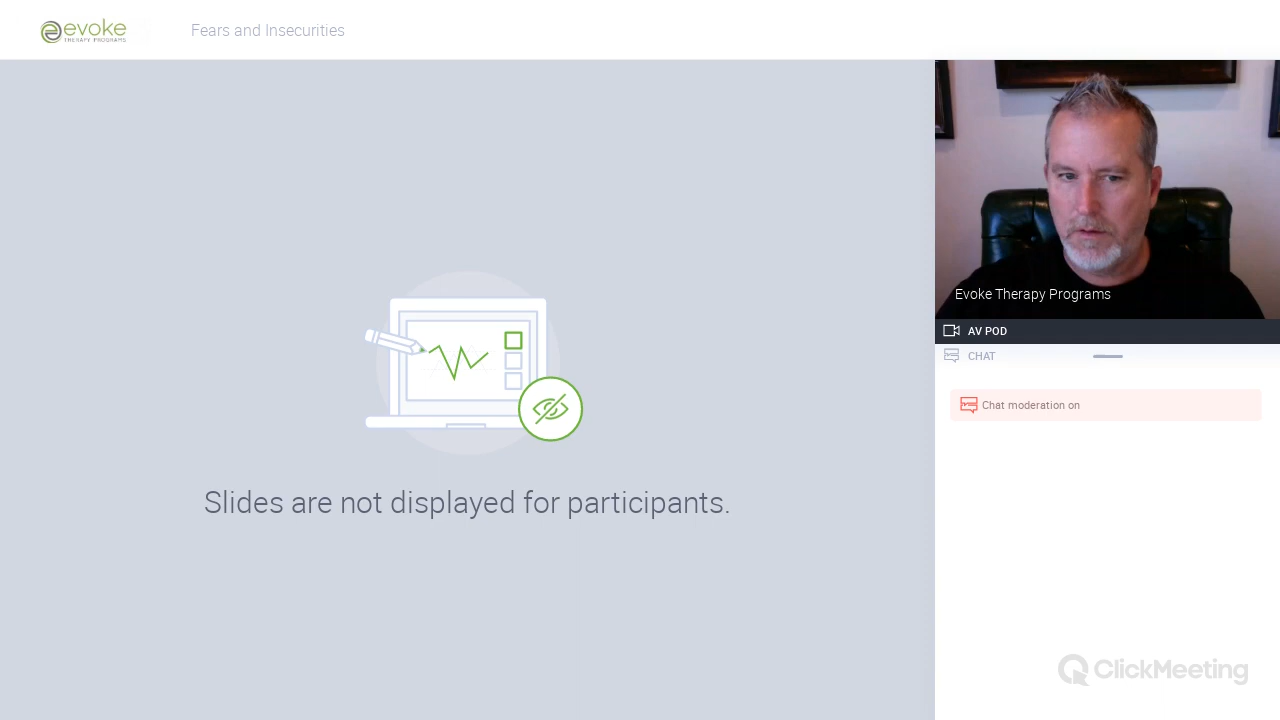 evoke
THERAPY PROGRAMS
Fears and Insecurities
Evoke Therapy Programs
AV POD
CHAT
Chat moderation on
Slides are not displayed for participants.
ClickMeeting